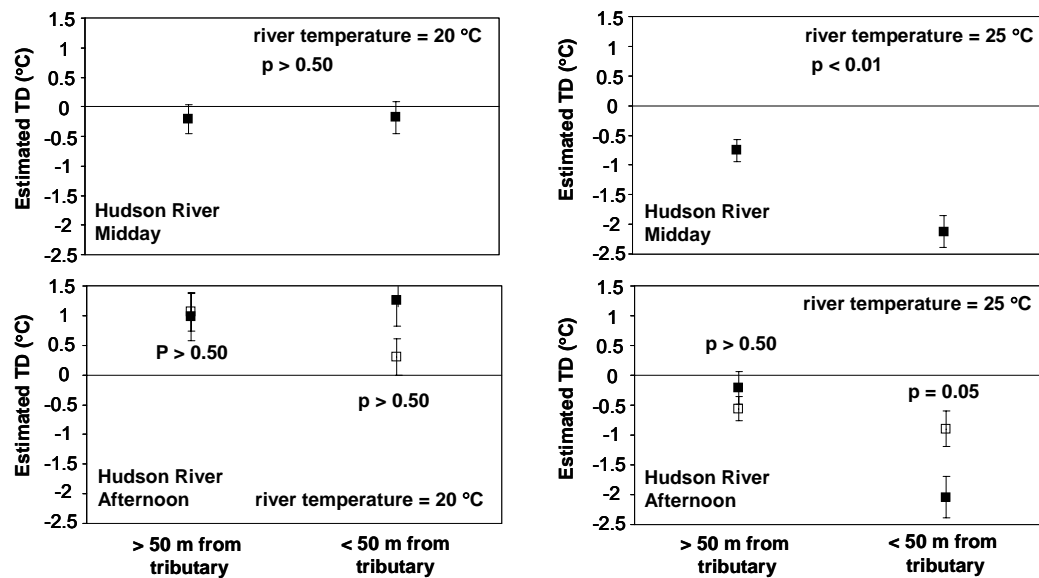 Estimated TD (°C)
1.5
1
0.5
0
-0.5
-1
-1.5
-2
-2.5
river temperature = 20 °C
p > 0.50
Hudson River
Midday
Estimated TD (°C)
1.5
1
0.5
0
-0.5
-1
-1.5
-2
-2.5
river temperature = 25 °C
p < 0.01
Hudson River
Midday
Estimated TD (°C)
1.5
1
0.5
0
-0.5
-1
-1.5
-2
-2.5
P > 0.50
p > 0.50
Hudson River
Afternoon
river temperature = 20 °C
> 50 m from
tributary
< 50 m from
tributary
Estimated TD (°C)
1.5
1
0.5
0
-0.5
-1
-1.5
-2
-2.5
river temperature = 25 °C
p > 0.50
p = 0.05
Hudson River
Afternoon
> 50 m from
tributary
< 50 m from
tributary